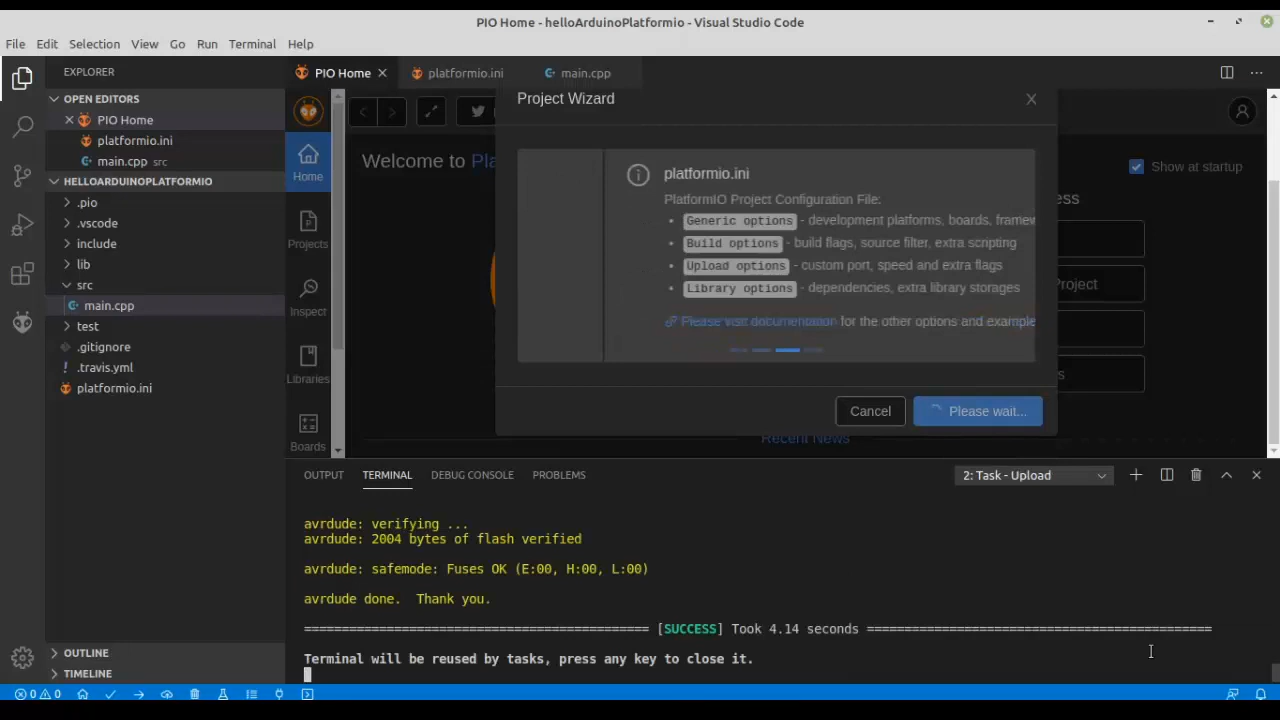 PIO Home - helloArduinoPlatformio - Visual Studio Code
File Edit Selection View Go Run Terminal Help
EXPLORER
OPEN EDITORS
PIO Home
platformio.ini
main.cpp src
HELLOARDUINOPLATFORMIO
.pio
.vscode
include
lib
src
main.cpp
test
.gitignore
.travis.yml
platformio.ini
OUTLINE
TIMELINE
PIO Home
platformio.ini
main.cpp
Home
Projects
Inspect
Libraries
Boards
Welcome to Pla
Show at startup
ess
Project
s
Recent News
Project Wizard
platformio.ini
PlatformIO Project Configuration File:
Generic options - development platforms, boards, framew
Build options - build flags, source filter, extra scripting
Upload options - custom port, speed and extra flags
Library options - dependencies, extra library storages
Please visit documentation for the other options and example
Cancel
Please wait...
OUTPUT TERMINAL DEBUG CONSOLE PROBLEMS
2: Task - Upload
avrdude: verifying ...
avrdude: 2004 bytes of flash verified
avrdude: safemode: Fuses OK (E:00, H:00, L:00)
avrdude done.  Thank you.
============================================== [SUCCESS] Took 4.14 seconds ==============================================
Terminal will be reused by tasks, press any key to close it.
0 0